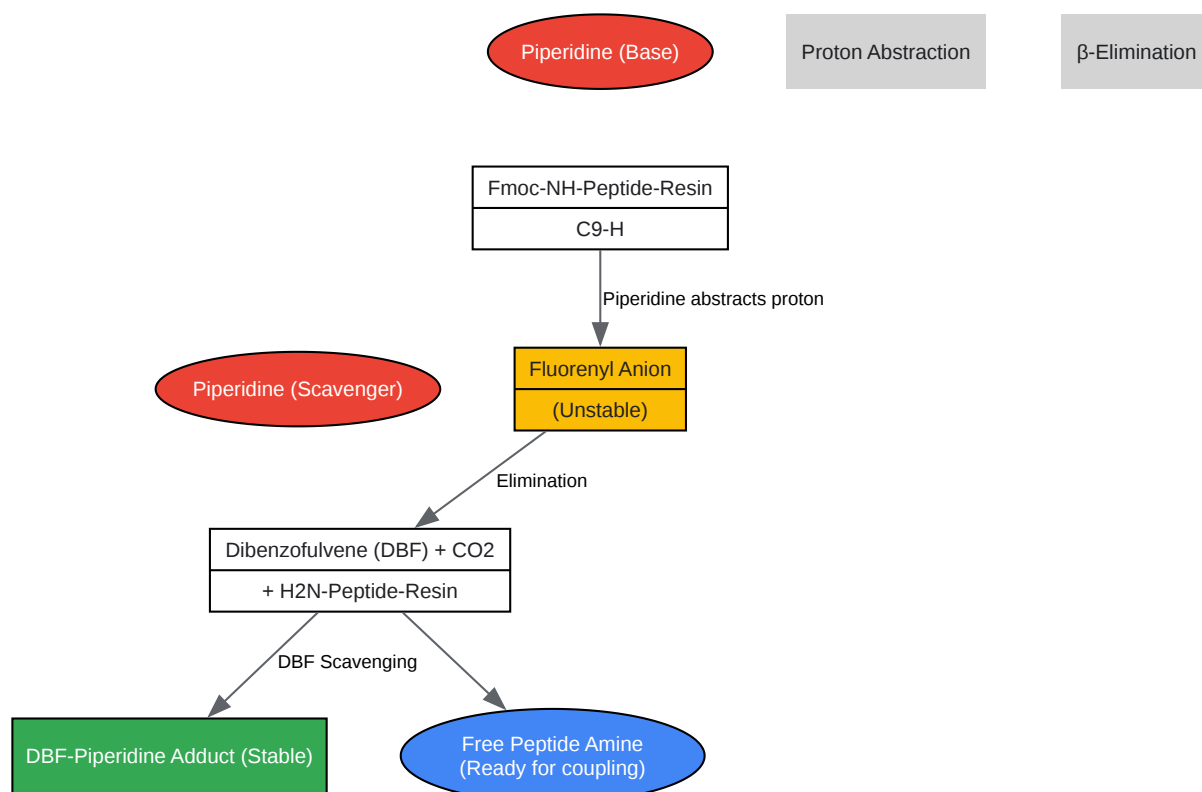 Piperidine (Base)
Proton Abstraction
β-Elimination
Fmoc-NH-Peptide-Resin
C9-H
Piperidine abstracts proton
Fluorenyl Anion
(Unstable)
Piperidine (Scavenger)
Elimination
Dibenzofulvene (DBF) + CO2
+ H2N-Peptide-Resin
DBF Scavenging
DBF-Piperidine Adduct (Stable)
Free Peptide Amine
(Ready for coupling)